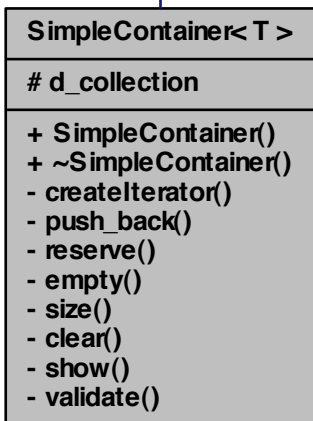 SimpleContainer< T >
# d_collection
+ SimpleContainer()
+ ~SimpleContainer()
- createIterator()
- push_back()
- reserve()
- empty()
- size()
- clear()
- show()
- validate()